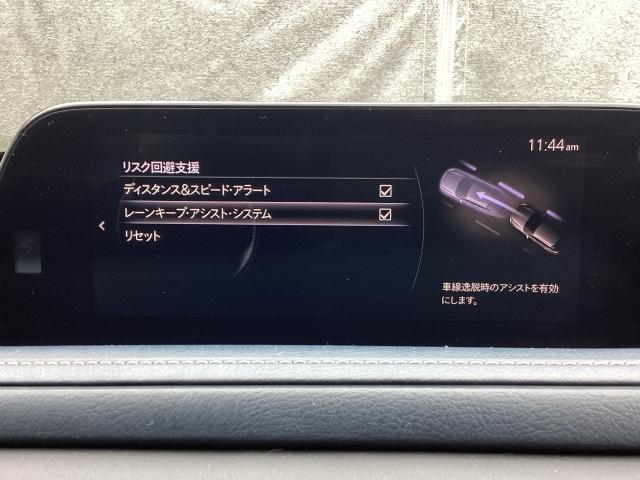 11:44am
リスク回避支援
ディスタンス&スピード・アラート
レーンキープ・アシスト・システム
リセット
車線逸脱時のアシストを有効
にします。